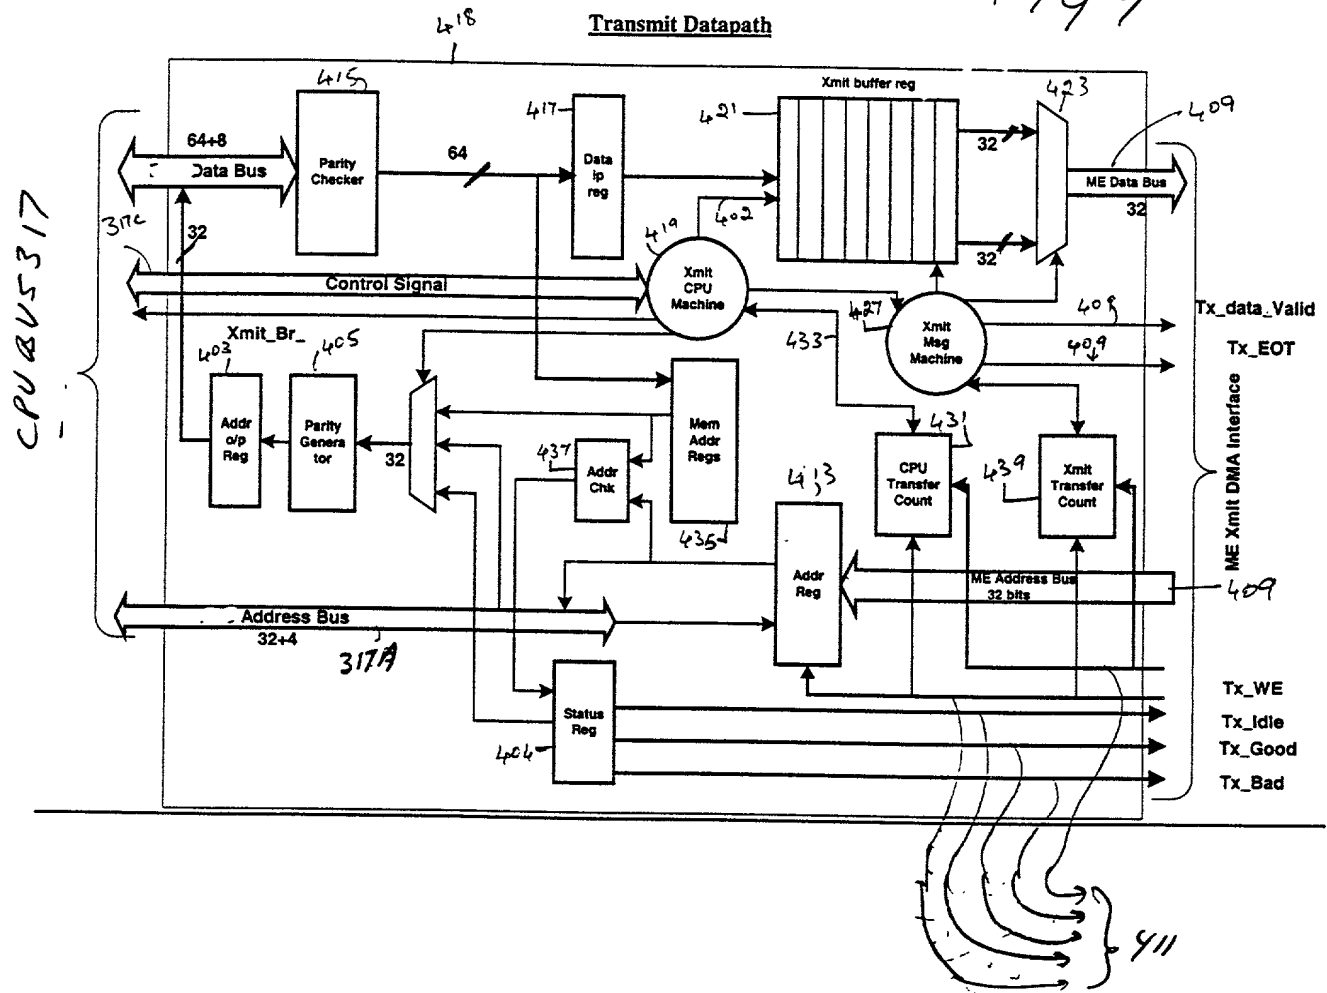 Transmit Datapath
418
415
Xmit buffer reg
423
417
421
409
64+8
Data Bus
Parity
Checker
64
Data
Ip
reg
32
ME Data Bus
32
402
317c
32
419
32
Control Signal
Xmit
CPU
Machine
CPU BUS 317
427
Xmit
Msg
Machine
408
Tx_data_Valid
409
Tx_EOT
433
Xmit_Br_
403
405
Addr
o/p
Reg
Parity
Genera
tor
32
Mem
Addr
Regs
437
Addr
Chk
431
CPU
Transfer
Count
439
Xmit
Transfer
Count
413
435
Addr
Reg
ME Address Bus
32 bits
409
ME Xmit DMA Interface
Address Bus
32+4
317A
Tx_WE
Status
Reg
404
Tx_Idle
Tx_Good
Tx_Bad
411